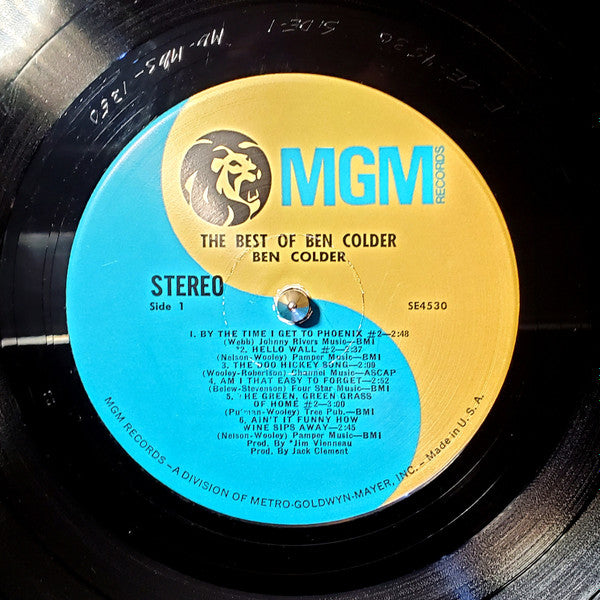 MGM
RECORDS
THE BEST OF BEN COLDER
BEN COLDER
STEREO
Side 1
SE4530
1. BY THE TIME I GET TO PHOENIX #2—2:48
(Webb) Johnny Rivers Music—BMI
*2. HELLO WALL #2—2:37
(Nelson-Wooley) Pamper Music—BMI
3. THE DOO HICKEY SONG—2:09
(Wooley-Robertson) Channel Music—ASCAP
4. AM I THAT EASY TO FORGET—2:52
(Belew-Stevenson) Four Star Music—BMI
5. THE GREEN, GREEN GRASS
OF HOME #2—3:00
(Putman-Wooley) Tree Pub.—BMI
6. AIN'T IT FUNNY HOW
WINE SIPS AWAY—2:45
(Nelson-Wooley) Pamper Music—BMI
Prod. By *Jim Vienneau
Prod. By Jack Clement
MGM RECORDS – A DIVISION OF METRO-GOLDWYN-MAYER, INC. – Made in U.S.A.
SIDE-1